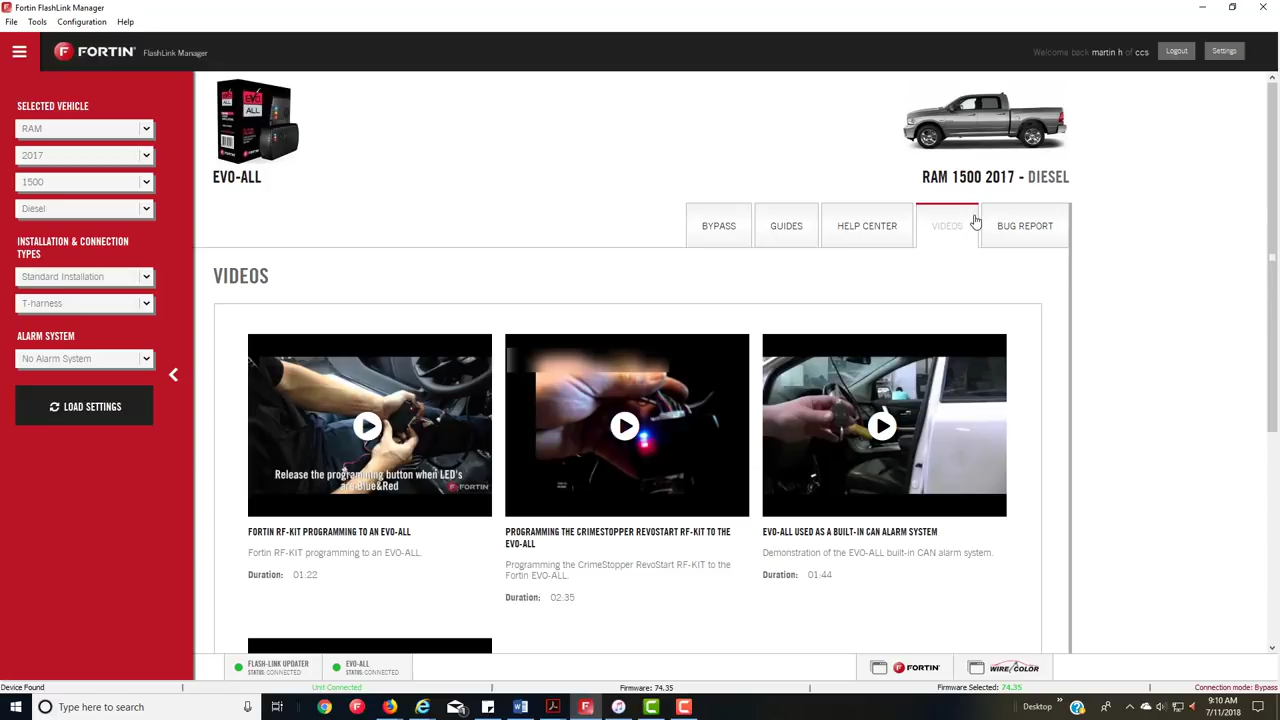 Fortin FlashLink Manager
File Tools Configuration Help
FORTIN FlashLink Manager
Welcome back martin h of ccs Logout Settings
SELECTED VEHICLE
RAM
2017
1500
Diesel
INSTALLATION & CONNECTION
TYPES
Standard Installation
T-harness
ALARM SYSTEM
No Alarm System
LOAD SETTINGS
EVO-ALL
RAM 1500 2017 - DIESEL
BYPASS GUIDES HELP CENTER VIDEOS BUG REPORT
VIDEOS
Release the programming button when LED's
are Blue&Red
FORTIN
FORTIN RF-KIT PROGRAMMING TO AN EVO-ALL
Fortin RF-KIT programming to an EVO-ALL.
Duration: 01:22
PROGRAMMING THE CRIMESTOPPER REVOSTART RF-KIT TO THE
EVO-ALL
Programming the CrimeStopper RevoStart RF-KIT to the
Fortin EVO-ALL.
Duration: 02:35
EVO-ALL USED AS A BUILT-IN CAN ALARM SYSTEM
Demonstration of the EVO-ALL built-in CAN alarm system.
Duration: 01:44
FLASH-LINK UPDATER
STATUS: CONNECTED
EVO-ALL
STATUS: CONNECTED
FORTIN
WIRE COLOR
Device Found Unit Connected Firmware: 74.35 Firmware Selected: 74.35 Connection mode: Bypass
Type here to search
Desktop
9:10 AM
7/11/2018